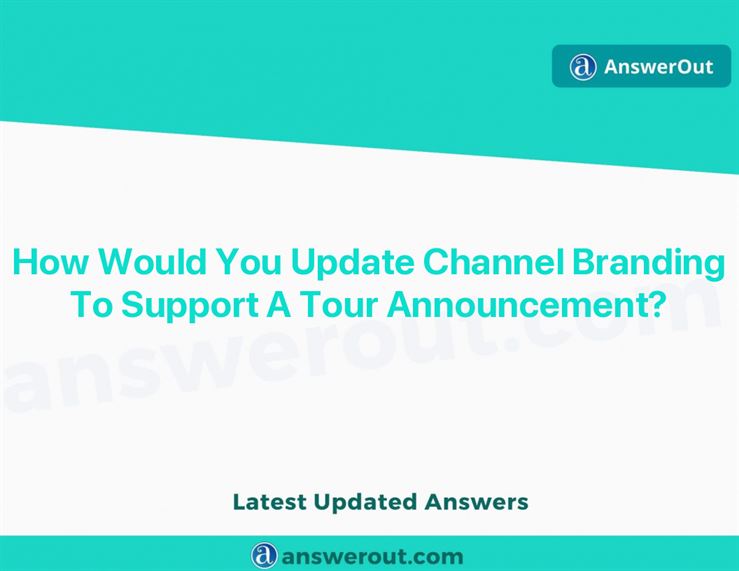 AnswerOut
How Would You Update Channel Branding
To Support A Tour Announcement?
answerout.com
Latest Updated Answers
answerout.com